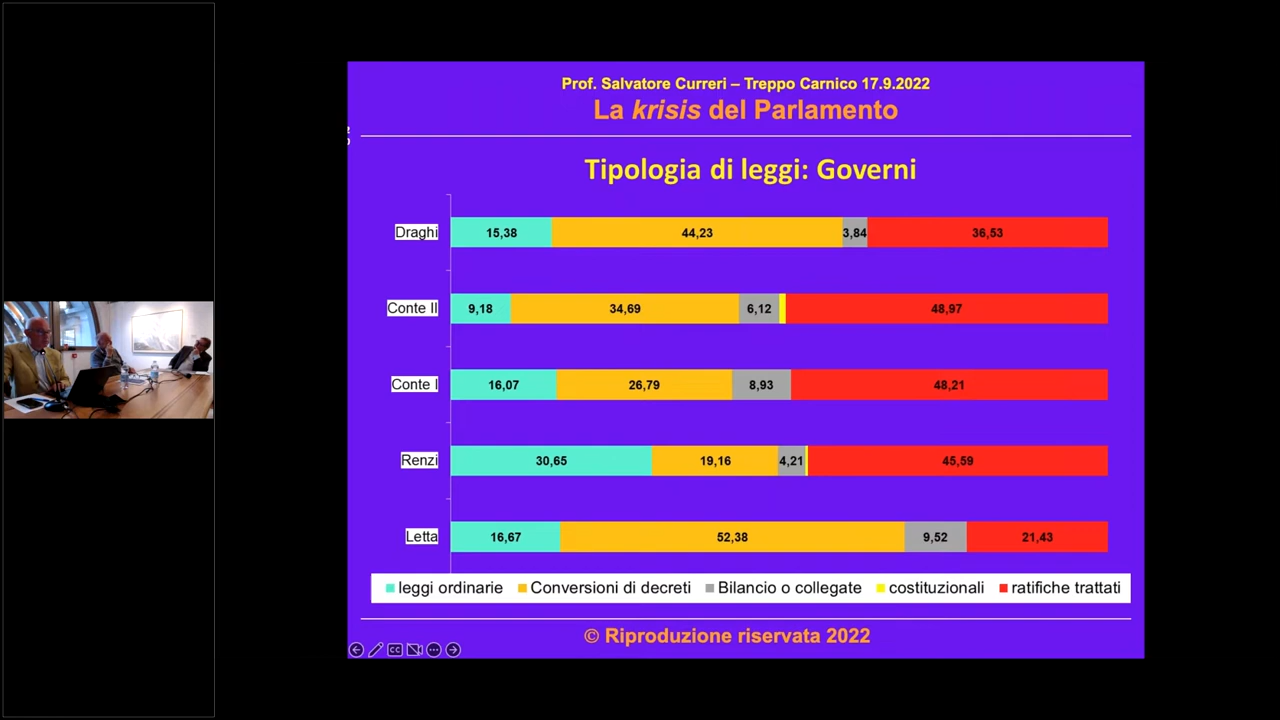 Prof. Salvatore Curreri – Treppo Carnico 17.9.2022
La krisis del Parlamento
Tipologia di leggi: Governi
Draghi 15,38 44,23 3,84 36,53
Conte II 9,18 34,69 6,12 48,97
Conte I 16,07 26,79 8,93 48,21
Renzi 30,65 19,16 4,21 45,59
Letta 16,67 52,38 9,52 21,43
leggi ordinarie Conversioni di decreti Bilancio o collegate costituzionali ratifiche trattati
© Riproduzione riservata 2022
CC